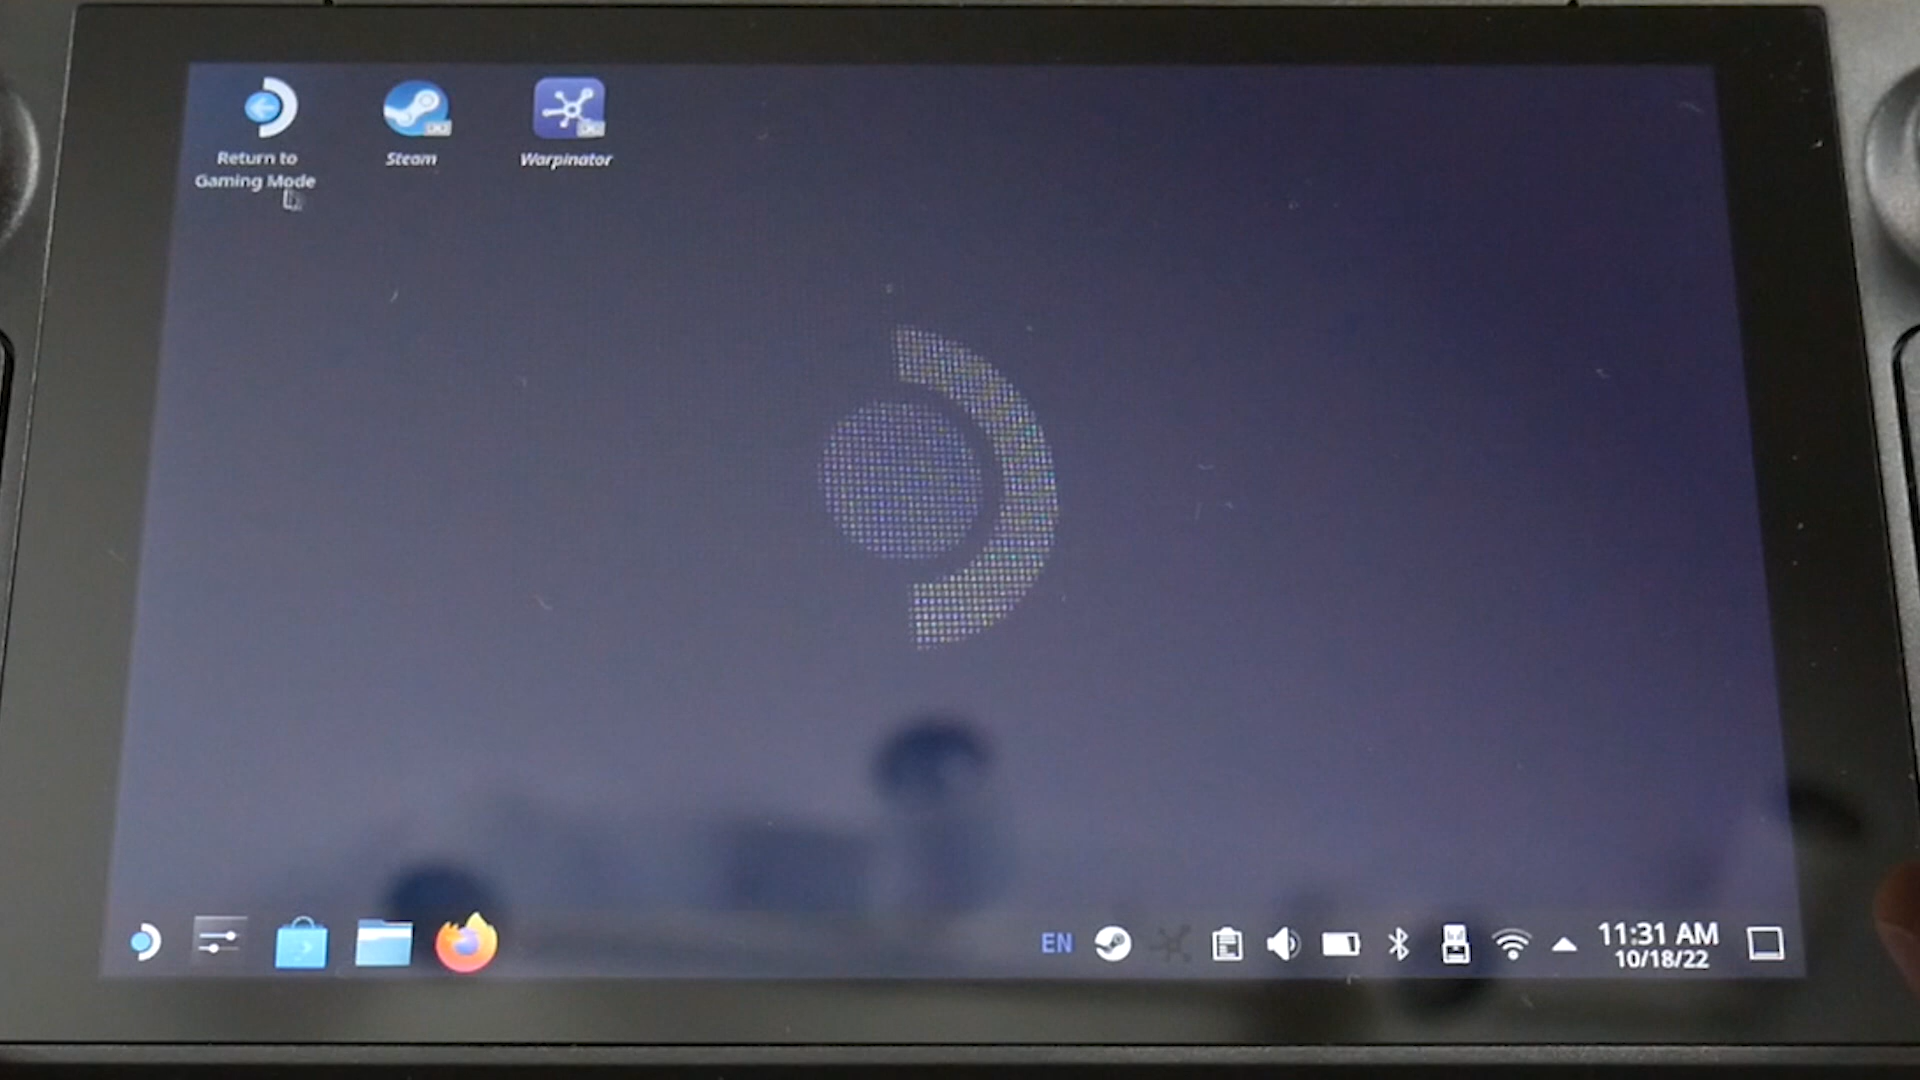 Return to
Gaming Mode
Steam
Warpinator
EN
11:31 AM
10/18/22